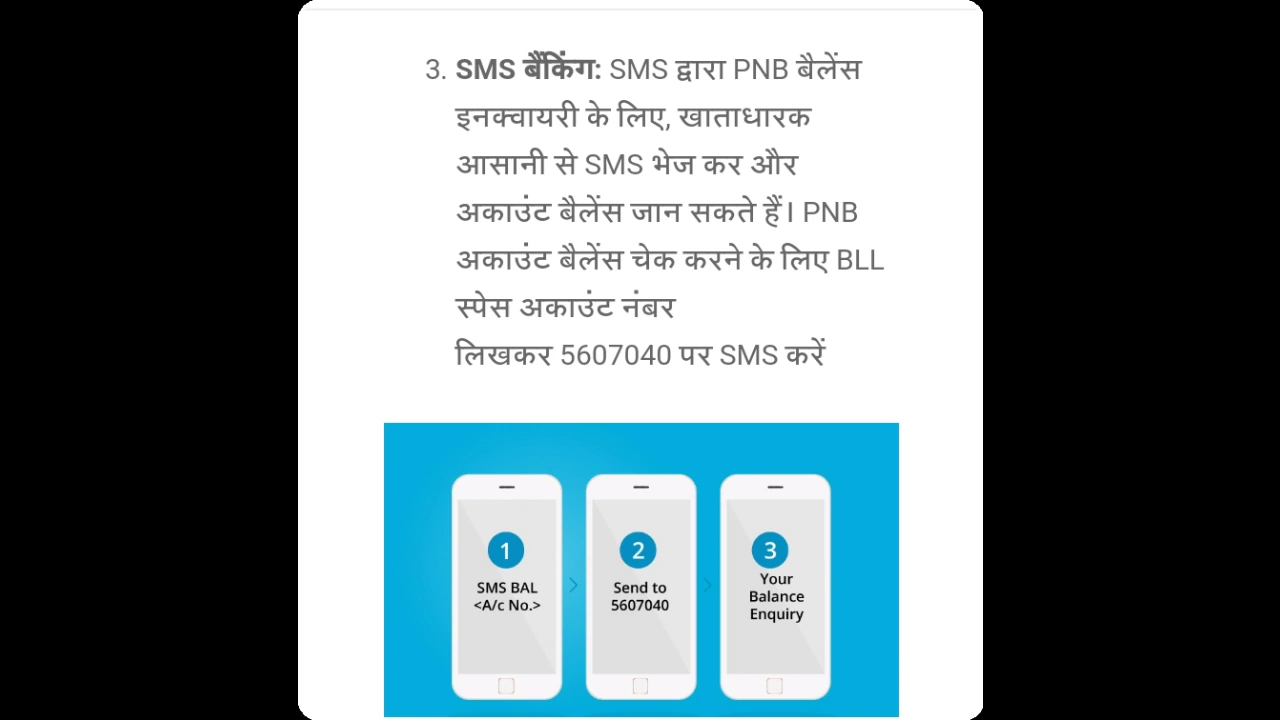 3. SMS बैंकिंग: SMS द्वारा PNB बैलेंस
इनक्वायरी के लिए, खाताधारक
आसानी से SMS भेज कर और
अकाउंट बैलेंस जान सकते हैं। PNB
अकाउंट बैलेंस चेक करने के लिए BLL
स्पेस अकाउंट नंबर
लिखकर 5607040 पर SMS करें
1
SMS BAL
<A/c No.>
2
Send to
5607040
3
Your
Balance
Enquiry